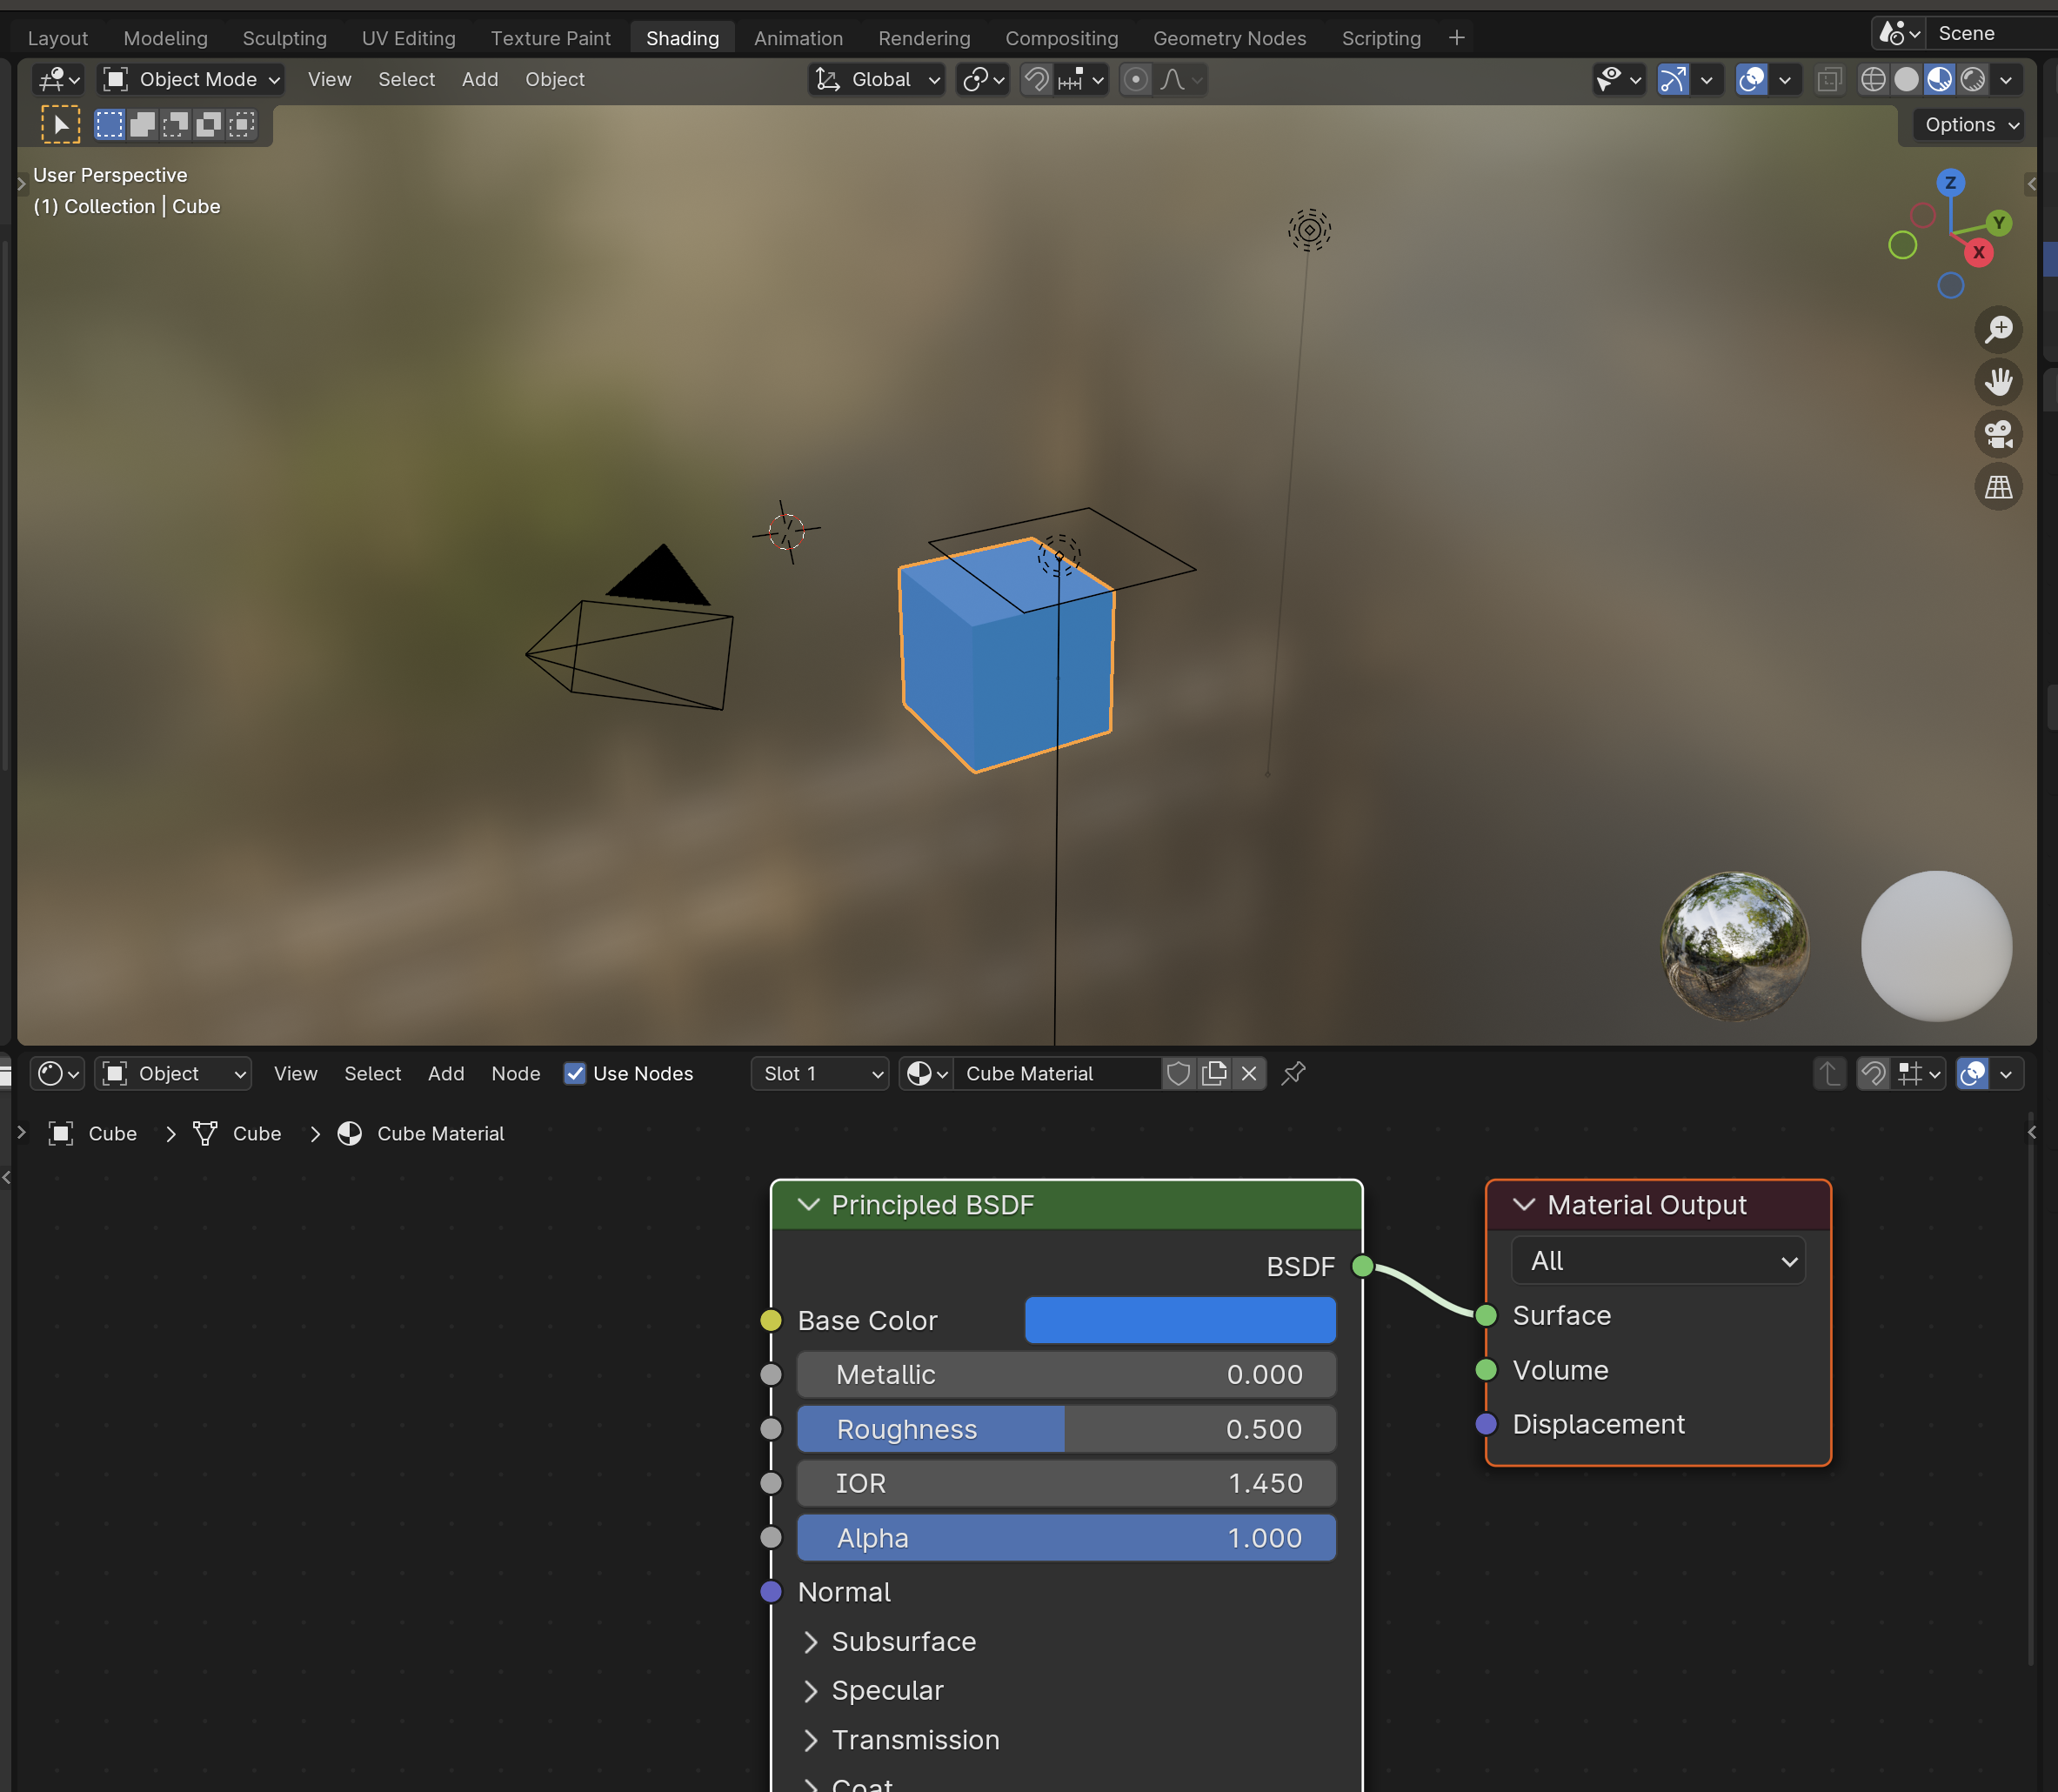 Layout Modeling Sculpting UV Editing Texture Paint Shading Animation Rendering Compositing Geometry Nodes Scripting + Scene
Object Mode View Select Add Object Global
Options
User Perspective
(1) Collection | Cube
Z
Y
X
Object View Select Add Node Use Nodes Slot 1 Cube Material
Cube > Cube > Cube Material
Principled BSDF
BSDF
Base Color
Metallic 0.000
Roughness 0.500
IOR 1.450
Alpha 1.000
Normal
Subsurface
Specular
Transmission
Coat
Material Output
All
Surface
Volume
Displacement